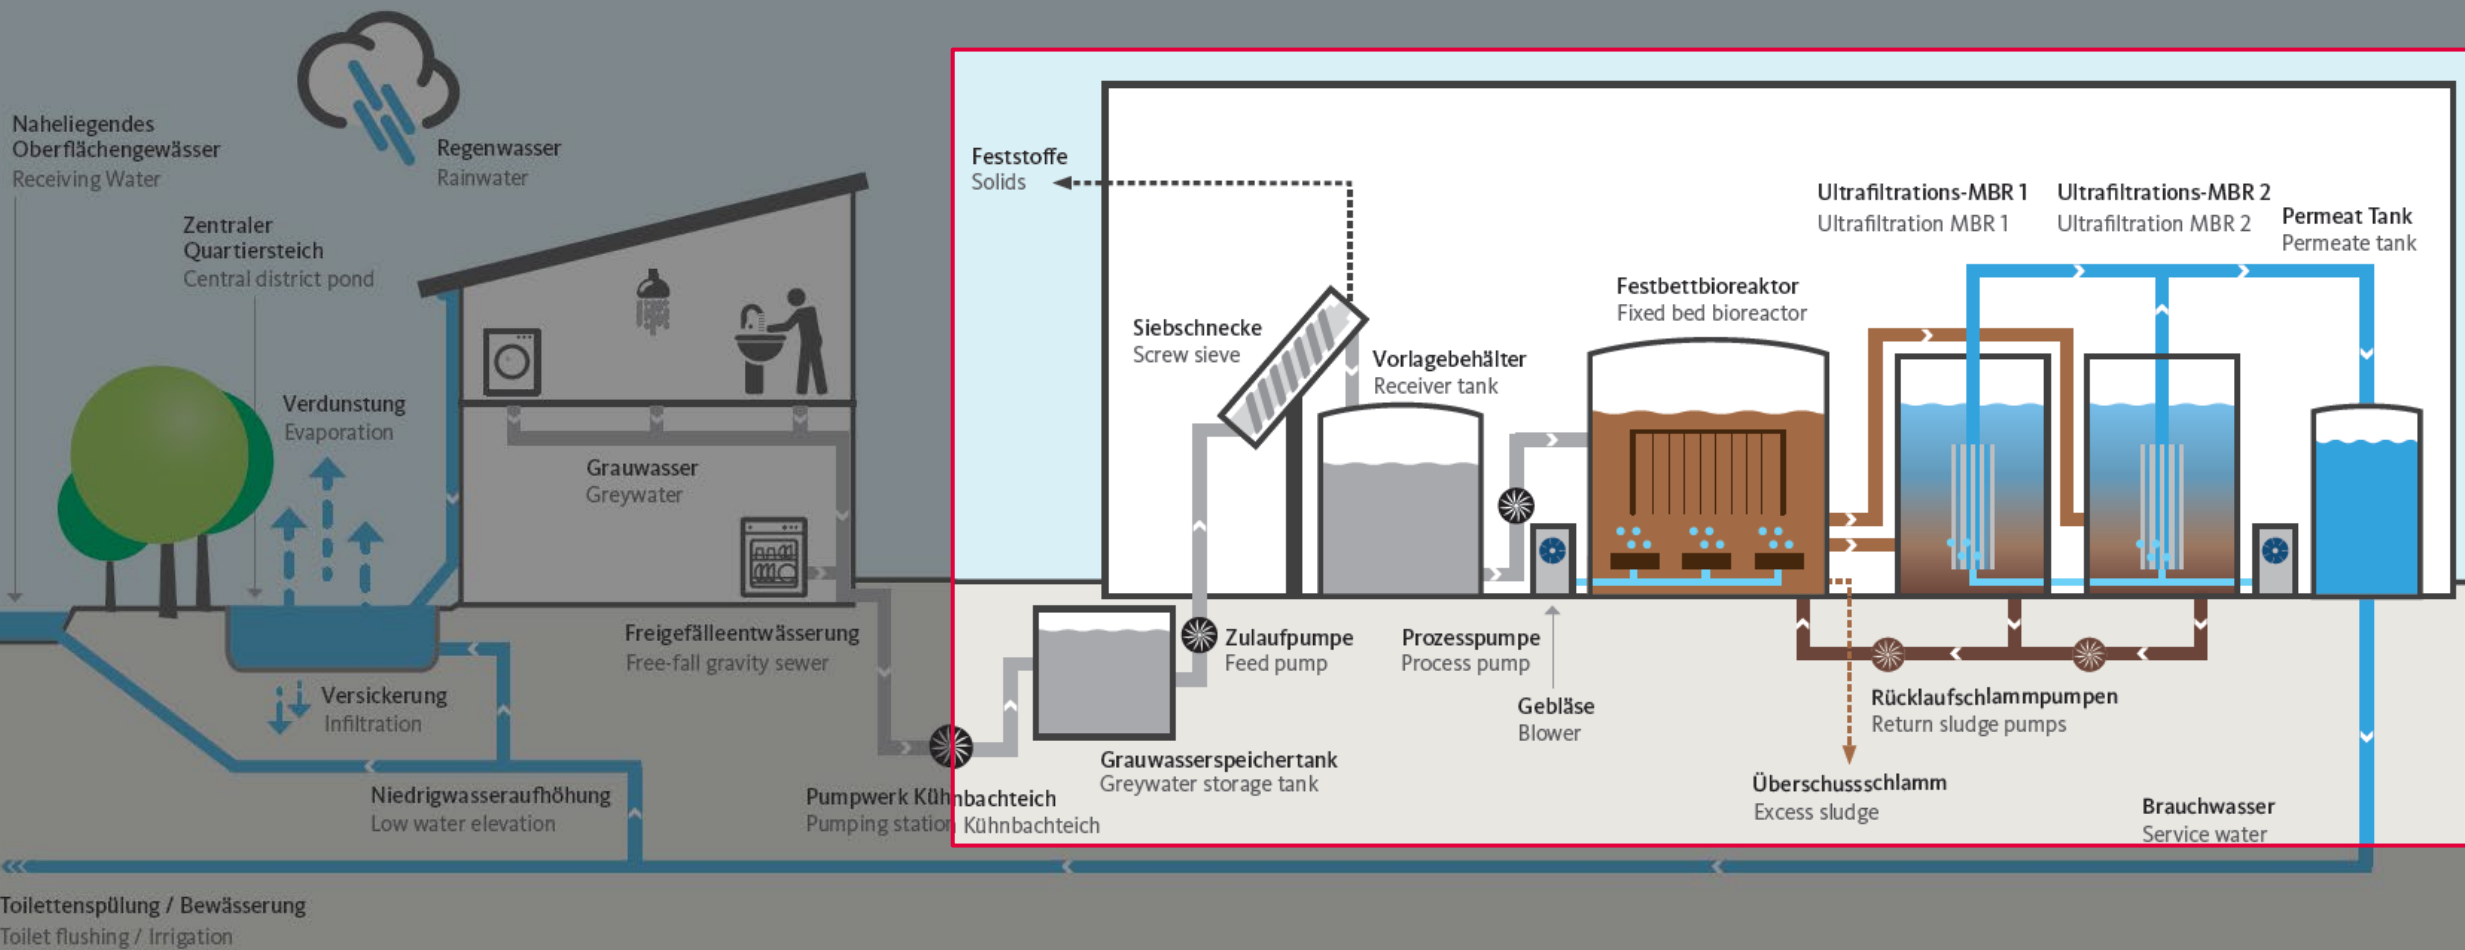 Naheliegendes
Oberflächengewässer
Receiving Water
Regenwasser
Rainwater
Zentraler
Quartiersteich
Central district pond
Verdunstung
Evaporation
Grauwasser
Greywater
Freigefälleentwässerung
Free-fall gravity sewer
Versickerung
Infiltration
Niedrigwasseraufhöhung
Low water elevation
Pumpwerk Kühnbachteich
Pumping station Kühnbachteich
Toilettenspülung / Bewässerung
Toilet flushing / Irrigation
Feststoffe
Solids
Siebschnecke
Screw sieve
Vorlagebehälter
Receiver tank
Festbettbioreaktor
Fixed bed bioreactor
Ultrafiltrations-MBR 1
Ultrafiltration MBR 1
Ultrafiltrations-MBR 2
Ultrafiltration MBR 2
Permeat Tank
Permeate tank
Zulaufpumpe
Feed pump
Prozesspumpe
Process pump
Gebläse
Blower
Grauwasserspeichertank
Greywater storage tank
Rücklaufschlammpumpen
Return sludge pumps
Überschussschlamm
Excess sludge
Brauchwasser
Service water